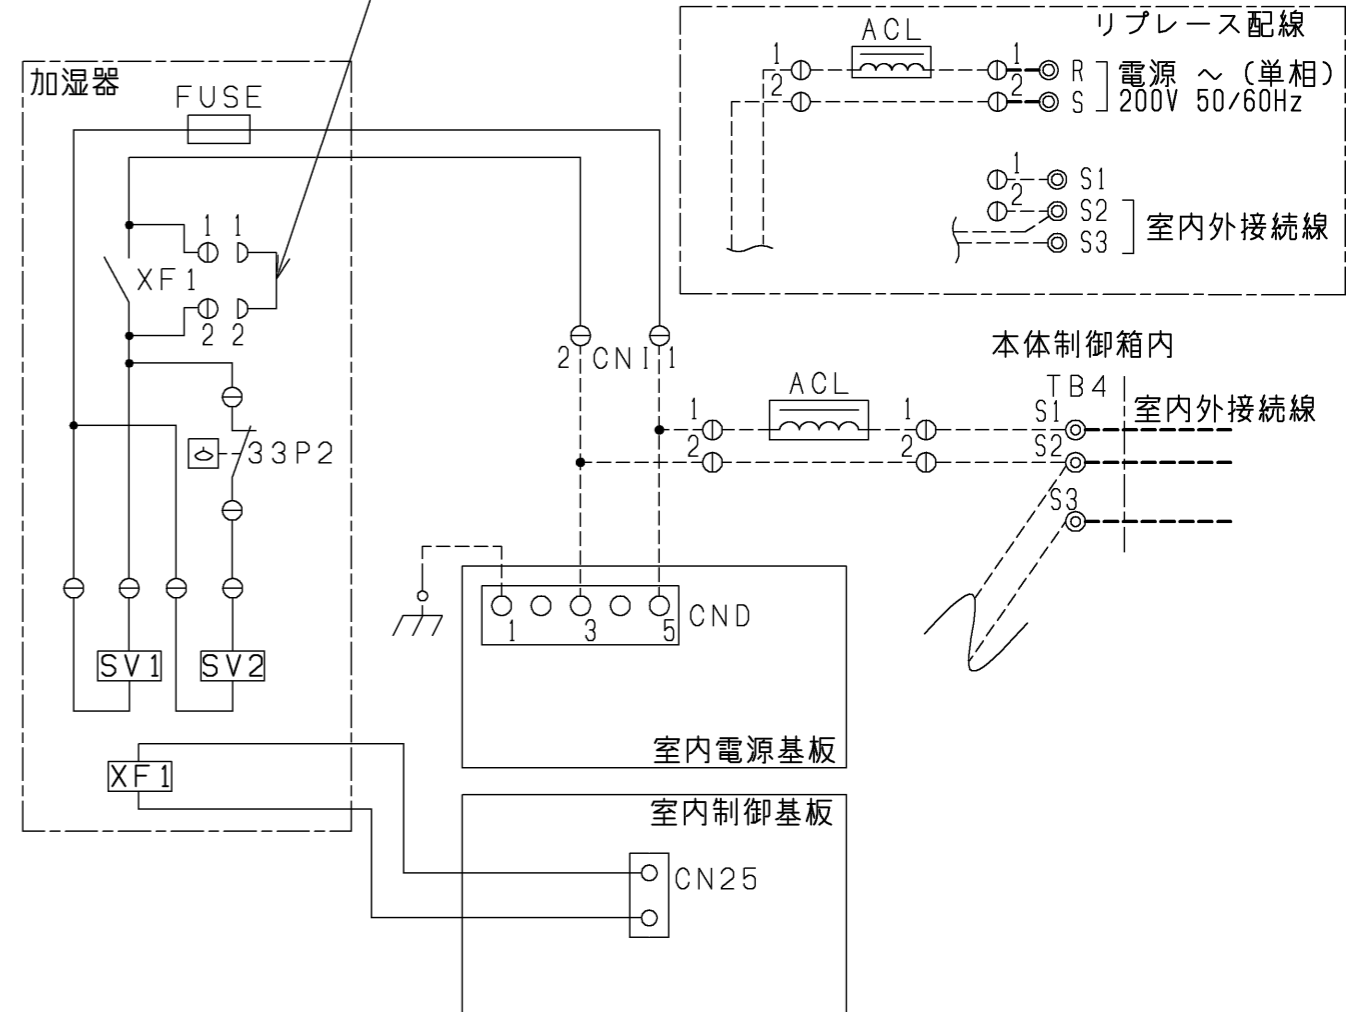 リプレース配線
ACL
1
1
R
電源 ～ (単相)
2
2
S
200V 50/60Hz
1
S1
2
S2
室内外接続線
S3
加湿器
FUSE
1 1
XF1
2 2
2 CNI 1
本体制御箱内
TB4
ACL
1
1
S1
室内外接続線
2
2
S2
S3
33P2
1
3
5
CND
SV1
SV2
室内電源基板
XF1
室内制御基板
CN25